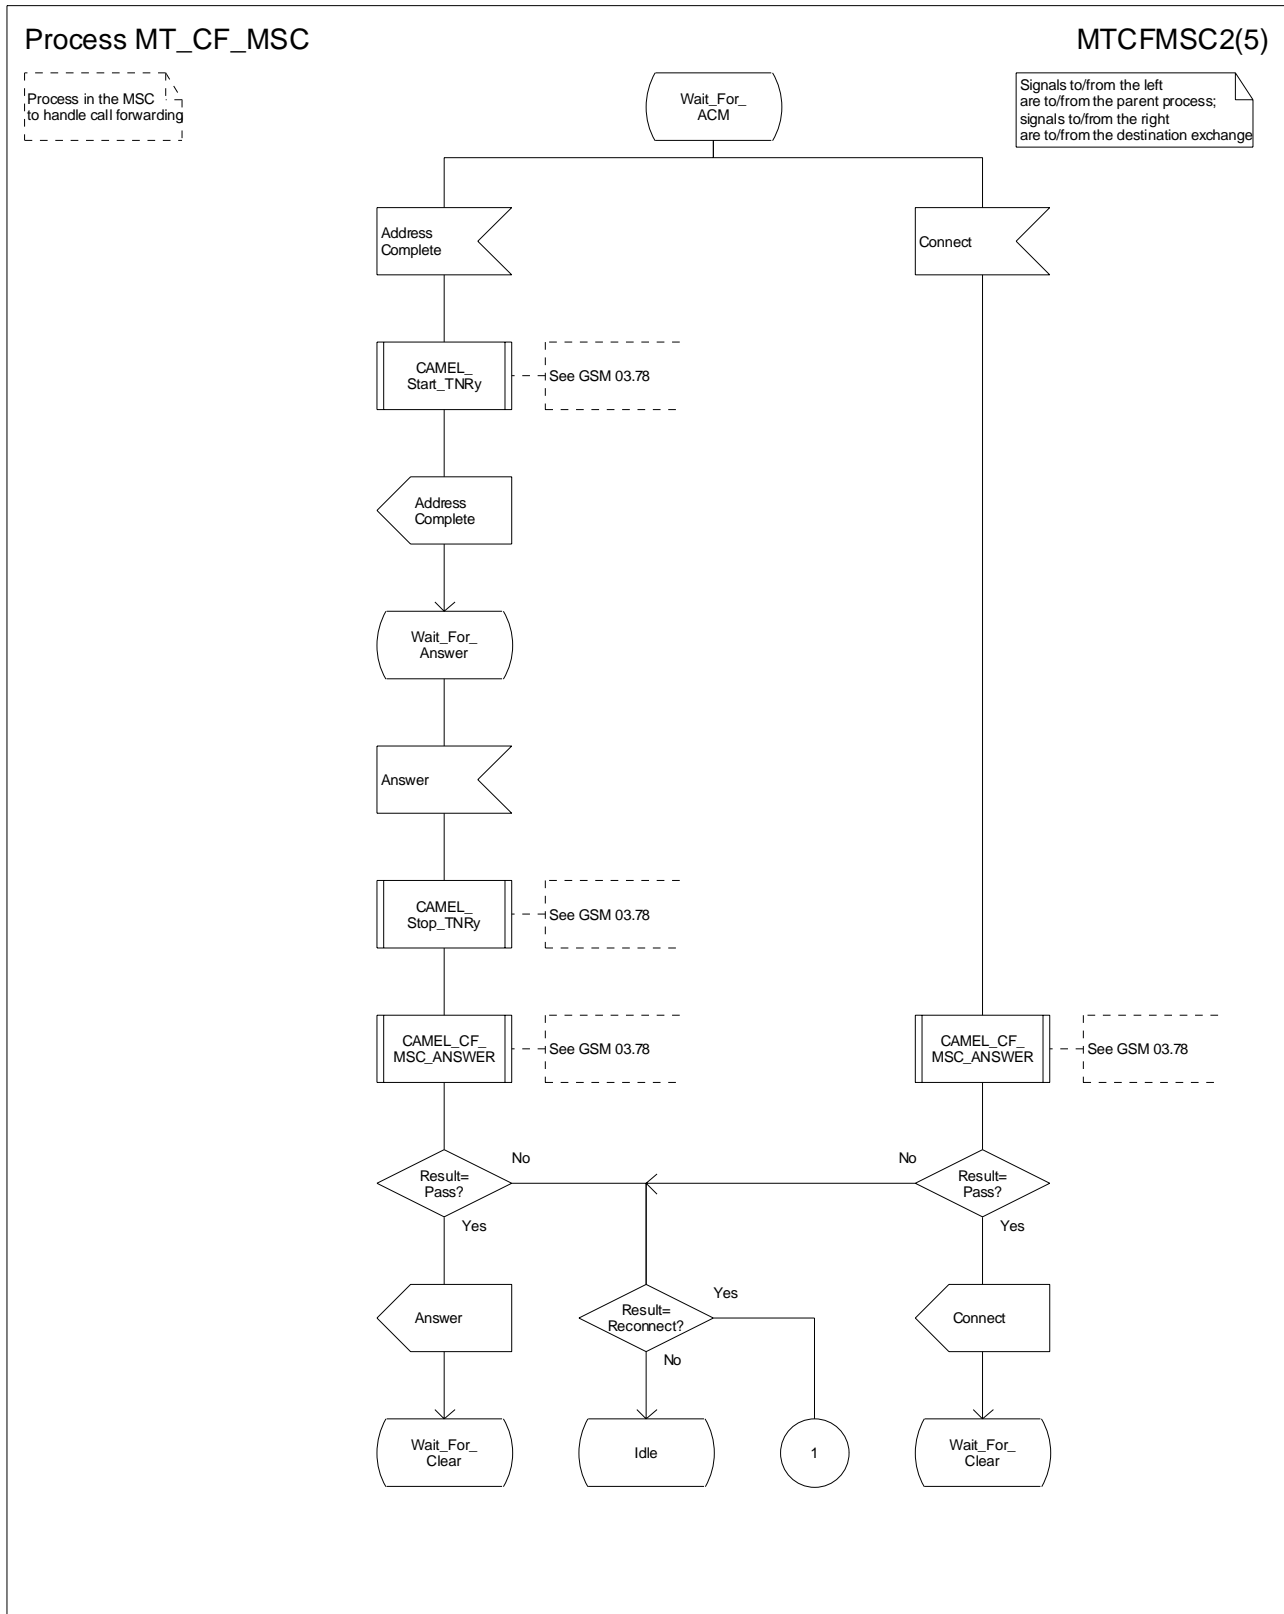 Process MT_CF_MSC
MTCFMSC2(5)
Process in the MSC
to handle call forwarding
Signals to/from the left
are to/from the parent process;
signals to/from the right
are to/from the destination exchange
Wait_For_
ACM
Address
Complete
Connect
CAMEL_
Start_TNRy
See GSM 03.78
Address
Complete
Wait_For_
Answer
Answer
CAMEL_
Stop_TNRy
See GSM 03.78
CAMEL_CF_
MSC_ANSWER
See GSM 03.78
CAMEL_CF_
MSC_ANSWER
See GSM 03.78
Result=
Pass?
No
Yes
No
Result=
Pass?
Yes
Answer
Result=
Reconnect?
Yes
No
Connect
Wait_For_
Clear
Idle
1
Wait_For_
Clear